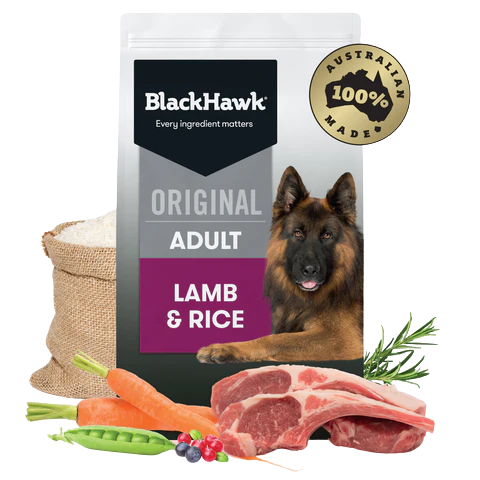 BlackHawk®
Every ingredient matters
ORIGINAL
ADULT
LAMB
& RICE
AUSTRALIAN
100%
MADE